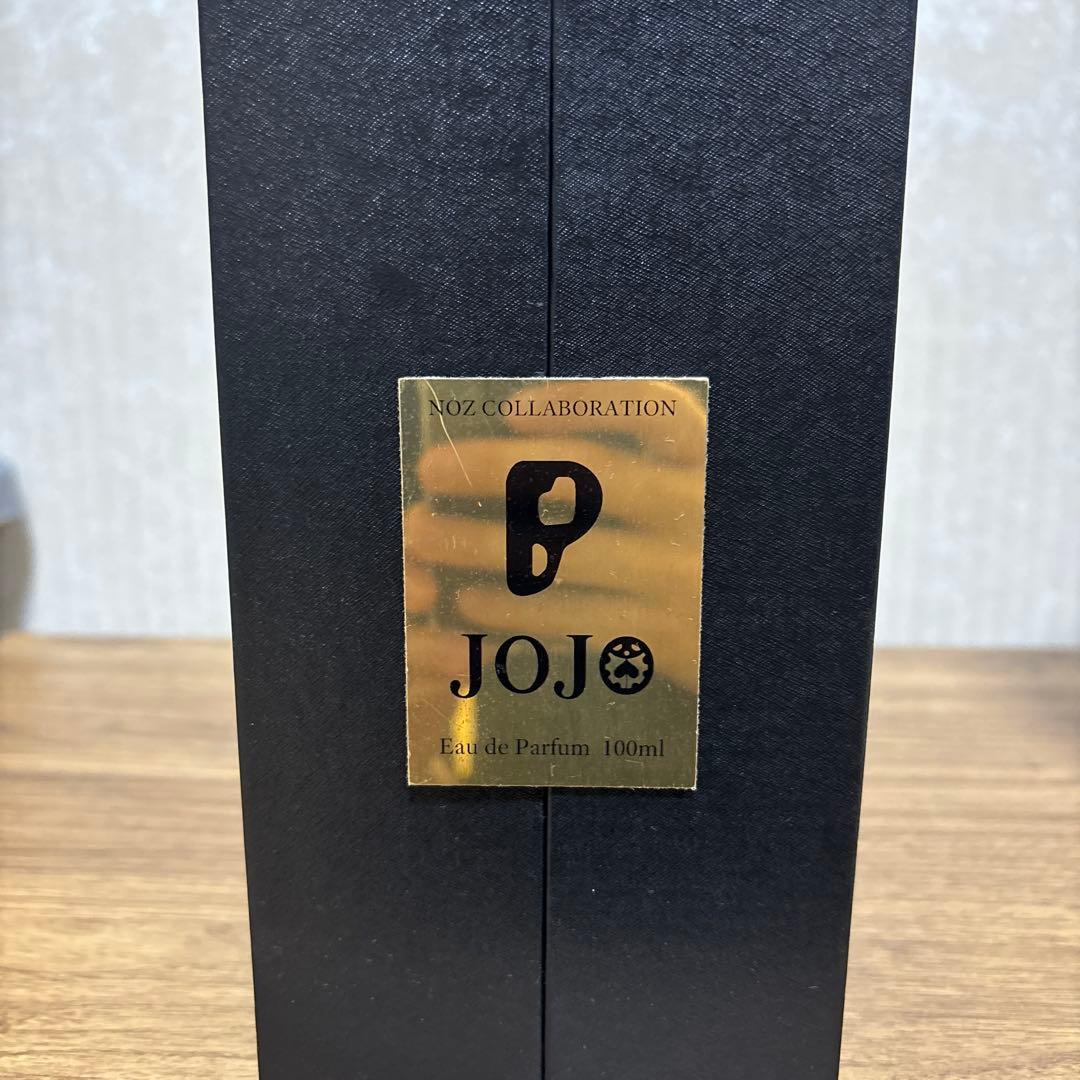 NOZ COLLABORATION
P
JOJO
Eau de Parfum 100ml